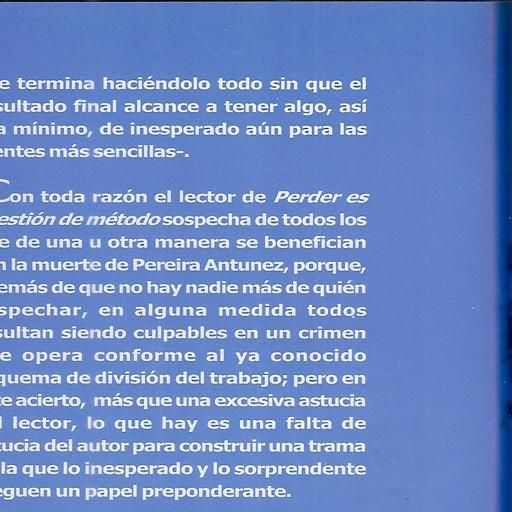 e termina haciéndolo todo sin que el
sultado final alcance a tener algo, así
a mínimo, de inesperado aún para las
entes más sencillas-.
Con toda razón el lector de Perder es
estión de método sospecha de todos los
e de una u otra manera se benefician
n la muerte de Pereira Antunez, porque,
emás de que no hay nadie más de quién
spechar, en alguna medida todos
sultan siendo culpables en un crimen
e opera conforme al ya conocido
quema de división del trabajo; pero en
te acierto, más que una excesiva astucia
l lector, lo que hay es una falta de
tucia del autor para construir una trama
la que lo inesperado y lo sorprendente
eguen un papel preponderante.